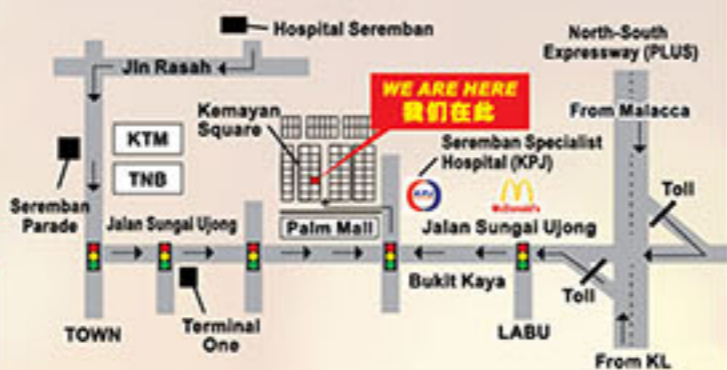 Hospital Seremban
North-South
Expressway (PLUS)
Jln Rasah
WE ARE HERE
我们在此
Kemayan
Square
From Malacca
KTM
TNB
Seremban Specialist
Hospital (KPJ)
KPJ
McDonald's
Toll
Seremban
Parade
Jalan Sungai Ujong
Palm Mall
Jalan Sungai Ujong
Bukit Kaya
Toll
TOWN
Terminal
One
LABU
From KL